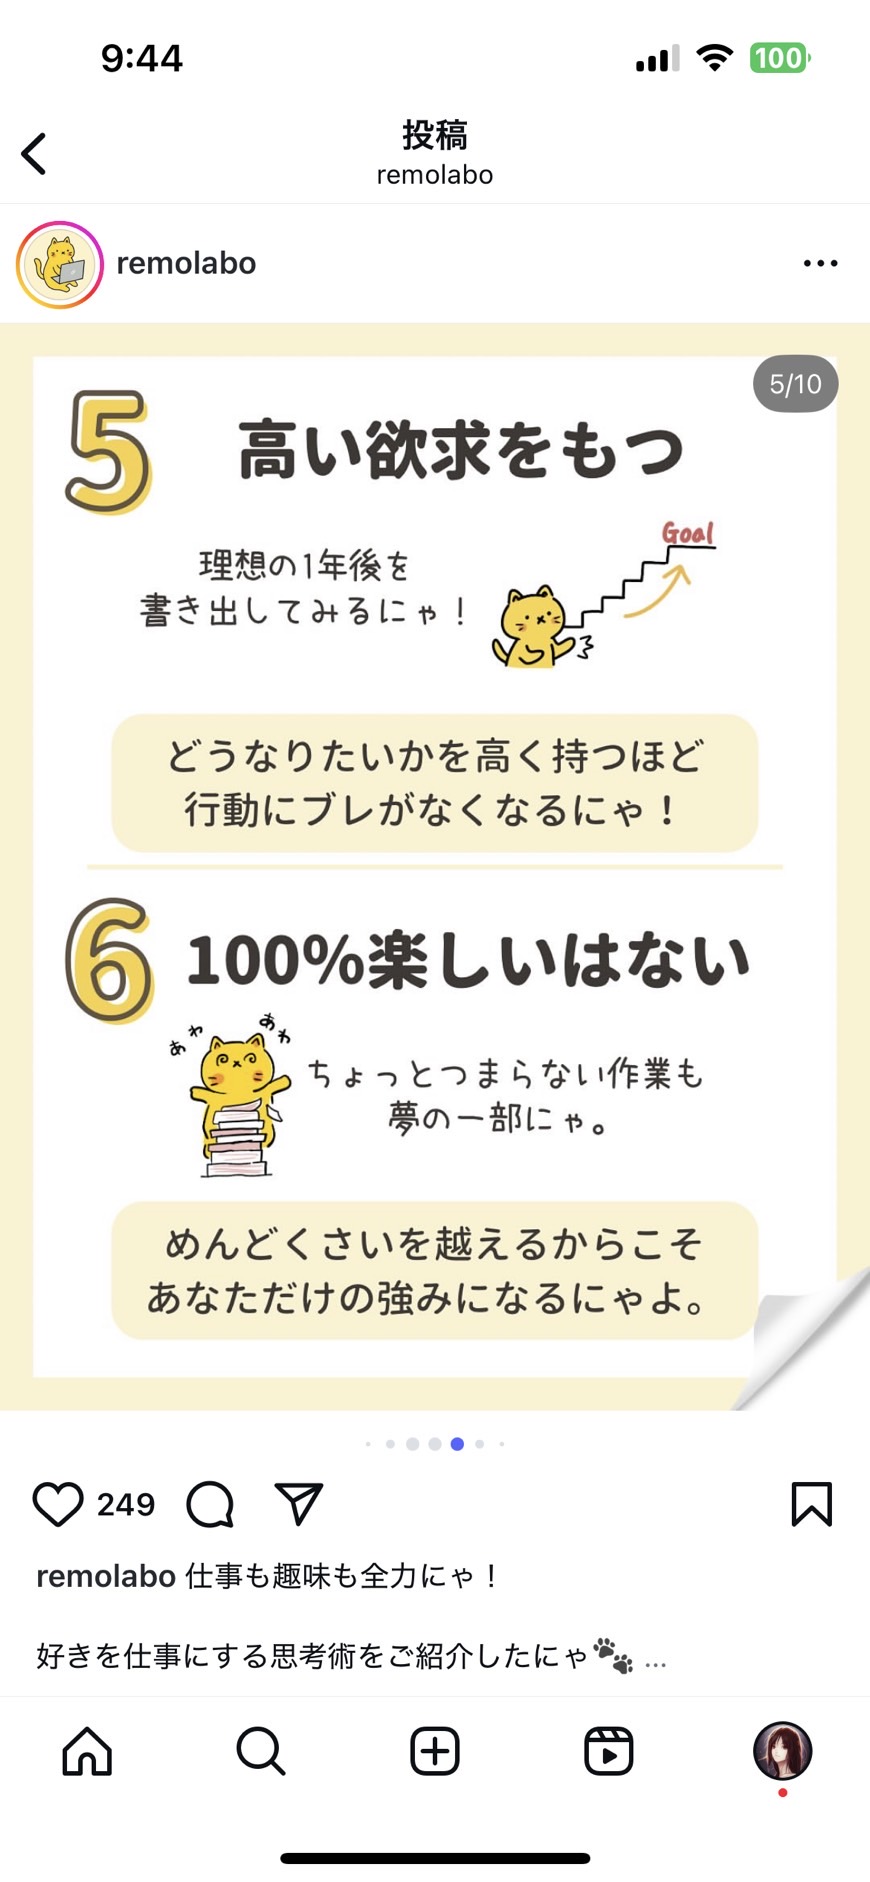 9:44
100
投稿
remolabo
remolabo
5/10
5 高い欲求をもつ
Goal
理想の1年後を
書き出してみるにゃ！
どうなりたいかを高く持つほど
行動にブレがなくなるにゃ！
6 100%楽しいはない
あわ
あわ
ちょっとつまらない作業も
夢の一部にゃ。
めんどくさいを越えるからこそ
あなただけの強みになるにゃよ。
249
remolabo 仕事も趣味も全力にゃ！
好きを仕事にする思考術をご紹介したにゃ🐾 ...